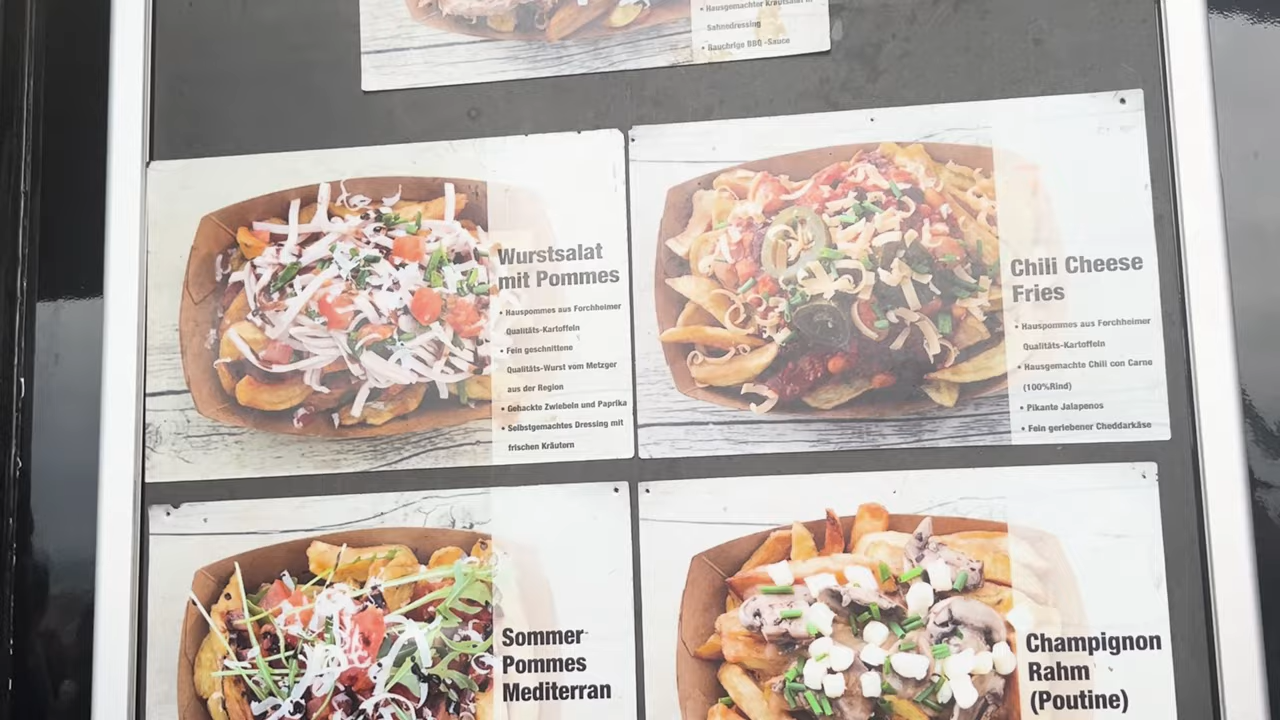 • Hausgemachter Krautsalat in
Sahnedressing
• Rauchrige BBQ -Sauce
Wurstsalat
mit Pommes
• Hauspommes aus Forchheimer
Qualitäts-Kartoffeln
• Fein geschnittene
Qualitäts-Wurst vom Metzger
aus der Region
• Gehackte Zwiebeln und Paprika
• Selbstgemachtes Dressing mit
frischen Kräutern
Chili Cheese
Fries
• Hauspommes aus Forchheimer
Qualitäts-Kartoffeln
• Hausgemachte Chili con Carne
(100%Rind)
• Pikante Jalapenos
• Fein geriebener Cheddarkäse
Sommer
Pommes
Mediterran
Champignon
Rahm
(Poutine)